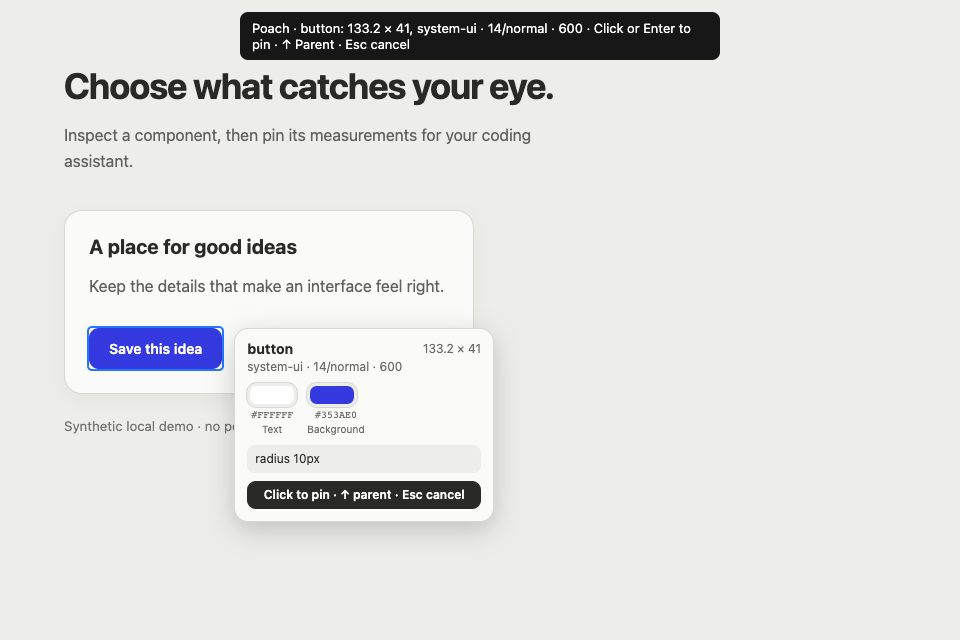 Poach · button: 133.2 × 41, system-ui · 14/normal · 600 · Click or Enter to
pin · ↑ Parent · Esc cancel
Choose what catches your eye.
Inspect a component, then pin its measurements for your coding
assistant.
A place for good ideas
Keep the details that make an interface feel right.
Save this idea
button 133.2 × 41
system-ui · 14/normal · 600
#FFFFFF #353AE0
Text Background
radius 10px
Click to pin · ↑ parent · Esc cancel
Synthetic local demo · no